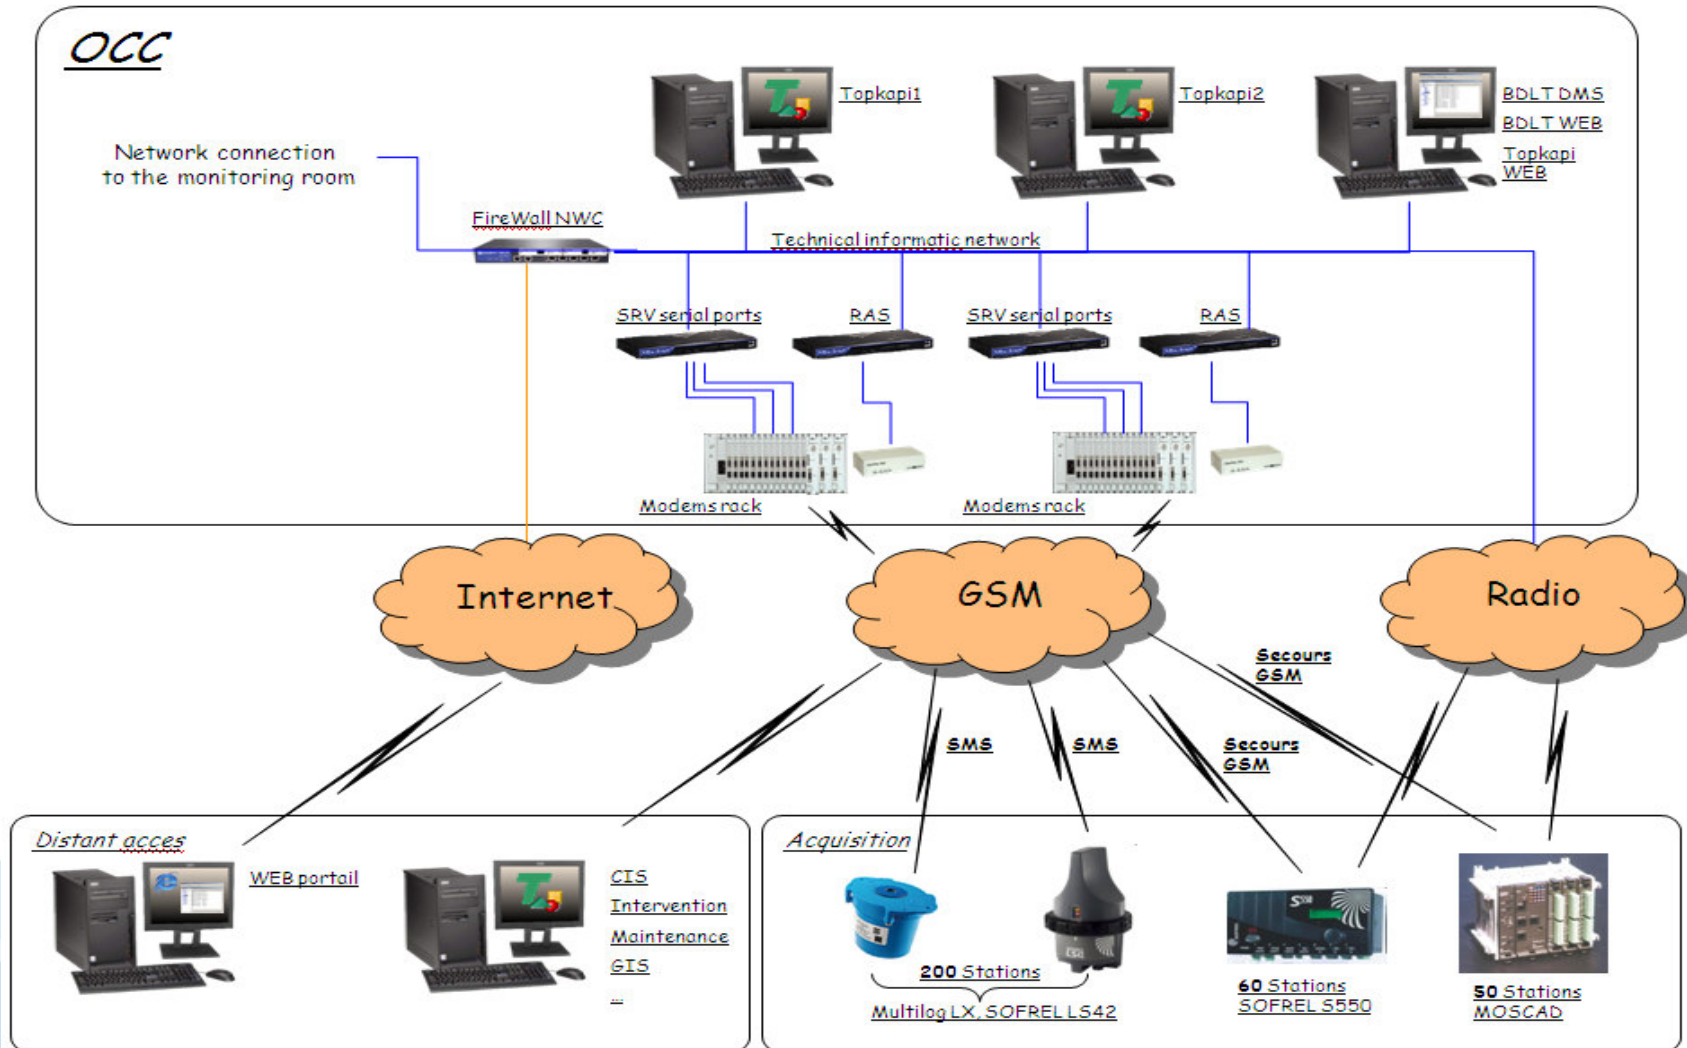 OCC
Topkapi1
Topkapi2
BDLT DMS
BDLT WEB
Topkapi
WEB
Network connection
to the monitoring room
FireWall NWC
Technical informatic network
SRV serial ports
RAS
SRV serial ports
RAS
Modems rack
Modems rack
Internet
GSM
Radio
Secours
GSM
SMS
SMS
Secours
GSM
Distant acces
WEB portail
CIS
Intervention
Maintenance
GIS
...
Acquisition
S550
200 Stations
Multilog LX, SOFREL LS42
60 Stations
SOFREL S550
50 Stations
MOSCAD